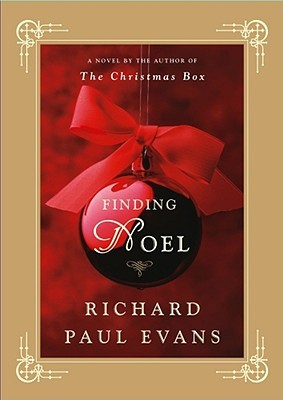 A NOVEL BY THE AUTHOR OF
The Christmas Box
FINDING
NOEL
RICHARD
PAUL EVANS